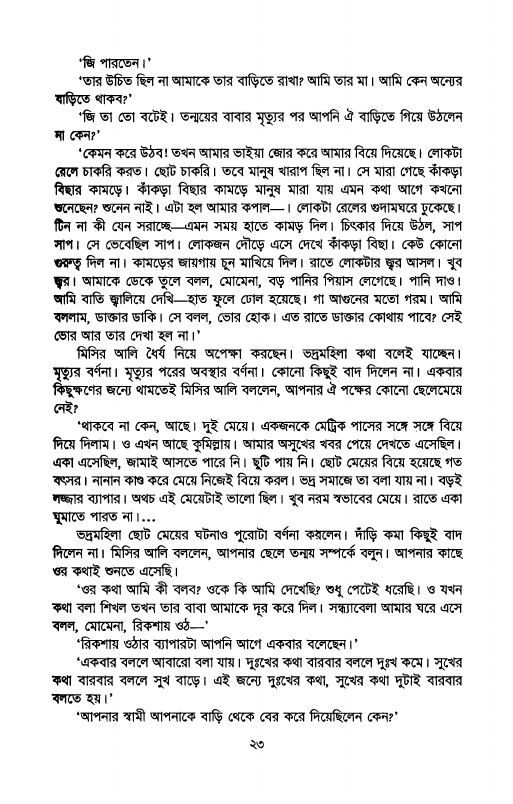 ‘জি পারতেন।’
‘তার উচিত ছিল না আমাকে তার বাড়িতে রাখা? আমি তার মা। আমি কেন অন্যের
বাড়িতে থাকব?’
‘জি তা তো বটেই। তন্ময়ের বাবার মৃত্যুর পর আপনি ঐ বাড়িতে গিয়ে উঠলেন
না কেন?’
‘কেমন করে উঠব! তখন আমার ভাইয়া জোর করে আমার বিয়ে দিয়েছে। লোকটা
রেলে চাকরি করত। ছোট চাকরি। তবে মানুষ খারাপ ছিল না। সে মারা গেছে কাঁকড়া
বিছার কামড়ে। কাঁকড়া বিছার কামড়ে মানুষ মারা যায় এমন কথা আগে কখনো
শুনেছেন? শুনেন নাই। এটা হল আমার কপাল—। লোকটা রেলের গুদামঘরে ঢুকেছে।
টিন না কী যেন সরাচ্ছে—এমন সময় হাতে কামড় দিল। চিৎকার দিয়ে উঠল, সাপ
সাপ। সে ভেবেছিল সাপ। লোকজন দৌড়ে এসে দেখে কাঁকড়া বিছা। কেউ কোনো
গুরুত্ব দিল না। কামড়ের জায়গায় চুন মাখিয়ে দিল। রাতে লোকটার জ্বর আসল। খুব
জ্বর। আমাকে ডেকে তুলে বলল, মোমেনা, বড় পানির পিয়াস লেগেছে। পানি দাও।
আমি বাতি জ্বালিয়ে দেখি—হাত ফুলে ঢোল হয়েছে। গা আগুনের মতো গরম। আমি
বললাম, ডাক্তার ডাকি। সে বলল, ভোর হোক। এত রাতে ডাক্তার কোথায় পাবে? সেই
ভোর আর তার দেখা হল না।’
মিসির আলি ধৈর্য নিয়ে অপেক্ষা করছেন। ভদ্রমহিলা কথা বলেই যাচ্ছেন।
মৃত্যুর বর্ণনা। মৃত্যুর পরের অবস্থার বর্ণনা। কোনো কিছুই বাদ দিলেন না। একবার
কিছুক্ষণের জন্যে থামতেই মিসির আলি বললেন, আপনার ঐ পক্ষের কোনো ছেলেমেয়ে
নেই?
‘থাকবে না কেন, আছে। দুই মেয়ে। একজনকে মেট্রিক পাসের সঙ্গে সঙ্গে বিয়ে
দিয়ে দিলাম। ও এখন আছে কুমিল্লায়। আমার অসুখের খবর পেয়ে দেখতে এসেছিল।
একা এসেছিল, জামাই আসতে পারে নি। ছুটি পায় নি। ছোট মেয়ের বিয়ে হয়েছে গত
বৎসর। নানান কাণ্ড করে মেয়ে নিজেই বিয়ে করল। ভদ্র সমাজে তা বলা যায় না। বড়ই
লজ্জার ব্যাপার। অথচ এই মেয়েটাই ভালো ছিল। খুব নরম স্বভাবের মেয়ে। রাতে একা
ঘুমাতে পারত না।...
ভদ্রমহিলা ছোট মেয়ের ঘটনাও পুরোটা বর্ণনা করলেন। দাঁড়ি কমা কিছুই বাদ
দিলেন না। মিসির আলি বললেন, আপনার ছেলে তন্ময় সম্পর্কে বলুন। আপনার কাছে
ওর কথাই শুনতে এসেছি।
‘ওর কথা আমি কী বলব? ওকে কি আমি দেখেছি? শুধু পেটেই ধরেছি। ও যখন
কথা বলা শিখল তখন তার বাবা আমাকে দূর করে দিল। সন্ধ্যাবেলা আমার ঘরে এসে
বলল, মোমেনা, রিকশায় ওঠ—’
‘রিকশায় ওঠার ব্যাপারটা আপনি আগে একবার বলেছেন।’
‘একবার বললে আবারো বলা যায়। দুঃখের কথা বারবার বললে দুঃখ কমে। সুখের
কথা বারবার বললে সুখ বাড়ে। এই জন্যে দুঃখের কথা, সুখের কথা দুটাই বারবার
বলতে হয়।’
‘আপনার স্বামী আপনাকে বাড়ি থেকে বের করে দিয়েছিলেন কেন?’
২৩